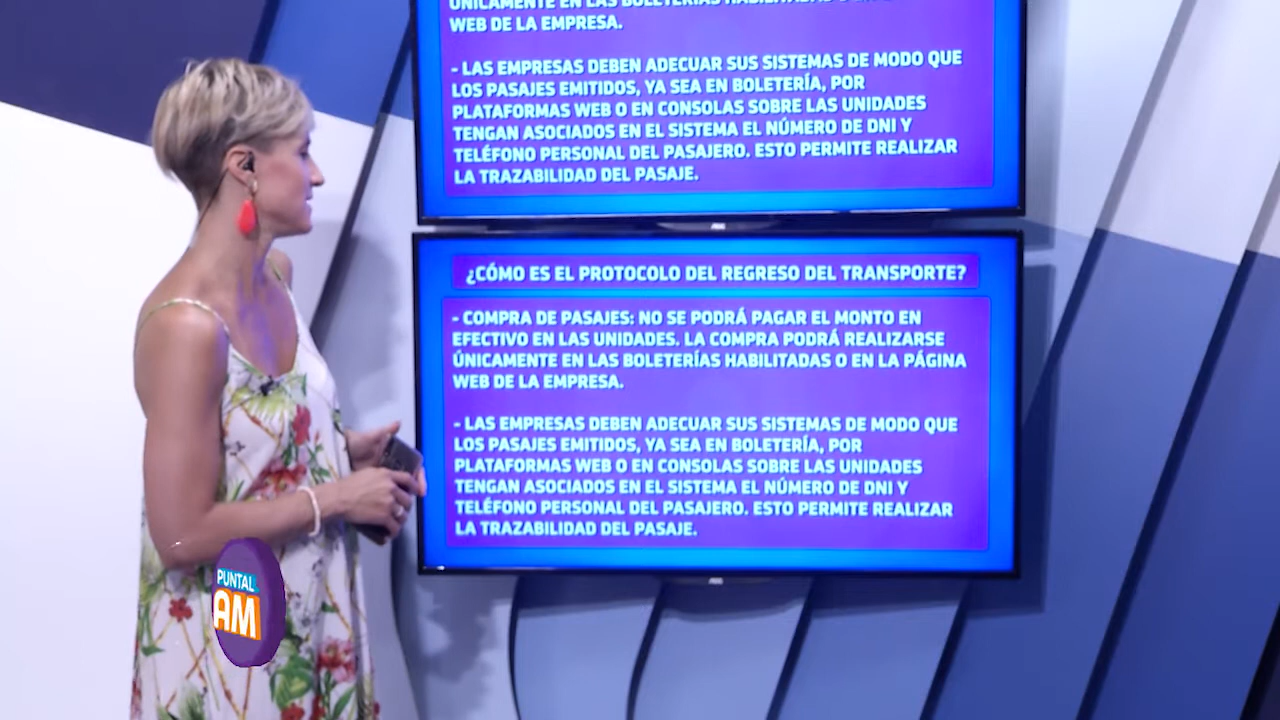 ÚNICAMENTE EN LAS BOLETERÍAS HABILITADAS O EN
WEB DE LA EMPRESA.
- LAS EMPRESAS DEBEN ADECUAR SUS SISTEMAS DE MODO QUE
LOS PASAJES EMITIDOS, YA SEA EN BOLETERÍA, POR
PLATAFORMAS WEB O EN CONSOLAS SOBRE LAS UNIDADES
TENGAN ASOCIADOS EN EL SISTEMA EL NÚMERO DE DNI Y
TELÉFONO PERSONAL DEL PASAJERO. ESTO PERMITE REALIZAR
LA TRAZABILIDAD DEL PASAJE.
¿CÓMO ES EL PROTOCOLO DEL REGRESO DEL TRANSPORTE?
- COMPRA DE PASAJES: NO SE PODRÁ PAGAR EL MONTO EN
EFECTIVO EN LAS UNIDADES. LA COMPRA PODRÁ REALIZARSE
ÚNICAMENTE EN LAS BOLETERÍAS HABILITADAS O EN LA PÁGINA
WEB DE LA EMPRESA.
- LAS EMPRESAS DEBEN ADECUAR SUS SISTEMAS DE MODO QUE
LOS PASAJES EMITIDOS, YA SEA EN BOLETERÍA, POR
PLATAFORMAS WEB O EN CONSOLAS SOBRE LAS UNIDADES
TENGAN ASOCIADOS EN EL SISTEMA EL NÚMERO DE DNI Y
TELÉFONO PERSONAL DEL PASAJERO. ESTO PERMITE REALIZAR
LA TRAZABILIDAD DEL PASAJE.
PUNTAL
AM